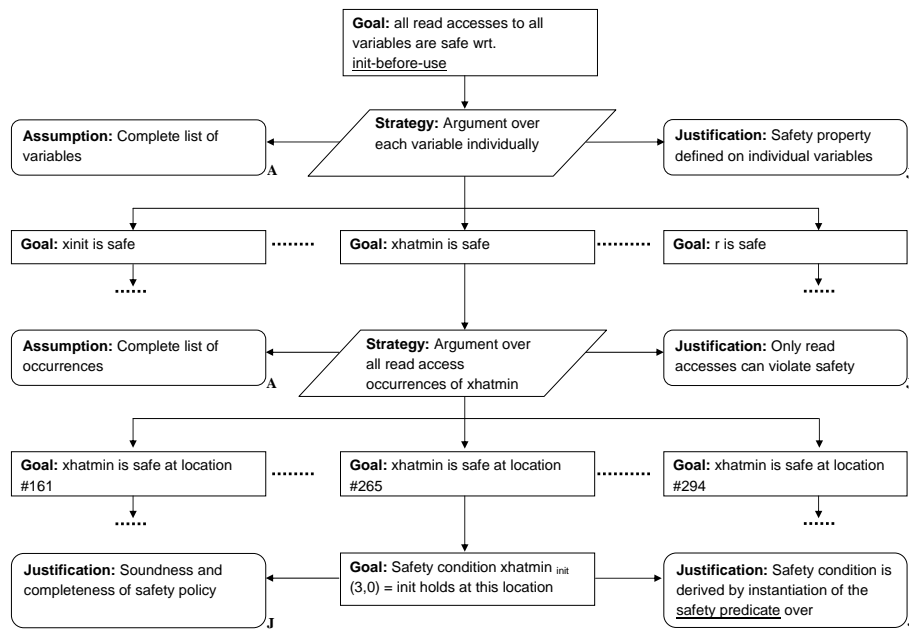 Goal: all read accesses to all
variables are safe wrt.
init-before-use
Assumption: Complete list of
variables
A
Strategy: Argument over
each variable individually
Justification: Safety property
defined on individual variables
Goal: xinit is safe
Goal: xhatmin is safe
Goal: r is safe
Assumption: Complete list of
occurrences
A
Strategy: Argument over
all read access
occurrences of xhatmin
Justification: Only read
accesses can violate safety
Goal: xhatmin is safe at location
#161
Goal: xhatmin is safe at location
#265
Goal: xhatmin is safe at location
#294
Justification: Soundness and
completeness of safety policy
J
Goal: Safety condition xhatmin init
(3,0) = init holds at this location
Justification: Safety condition is
derived by instantiation of the
safety predicate over